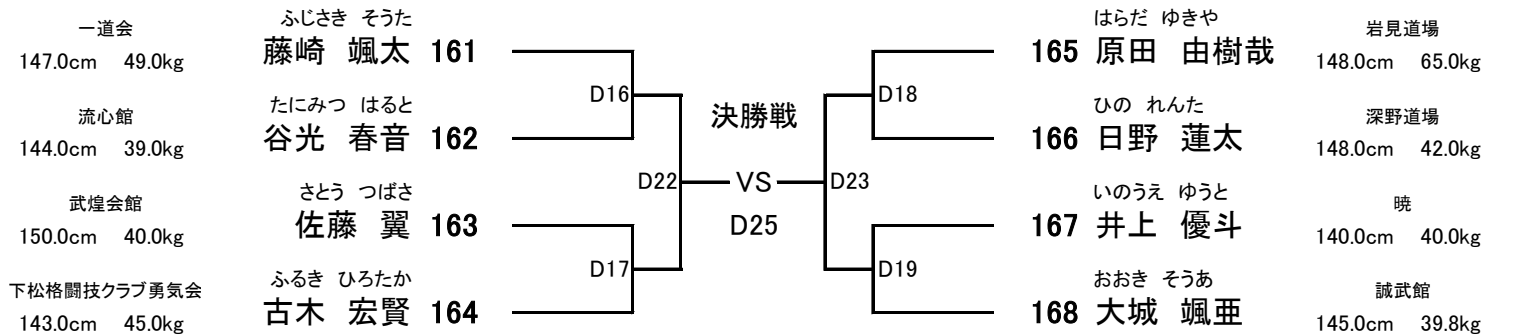 一道会
147.0cm 49.0kg
ふじさき そうた
藤崎 颯太 161
流心館
144.0cm 39.0kg
たにみつ はると
谷光 春音 162
武煌会館
150.0cm 40.0kg
さとう つばさ
佐藤 翼 163
下松格闘技クラブ勇気会
143.0cm 45.0kg
ふるき ひろたか
古木 宏賢 164
D16
D17
D22
決勝戦
VS
D25
D18
D23
D19
はらだ ゆきや
165 原田 由樹哉
岩見道場
148.0cm 65.0kg
ひの れんた
166 日野 蓮太
深野道場
148.0cm 42.0kg
いのうえ ゆうと
167 井上 優斗
暁
140.0cm 40.0kg
おおき そうあ
168 大城 颯亜
誠武館
145.0cm 39.8kg